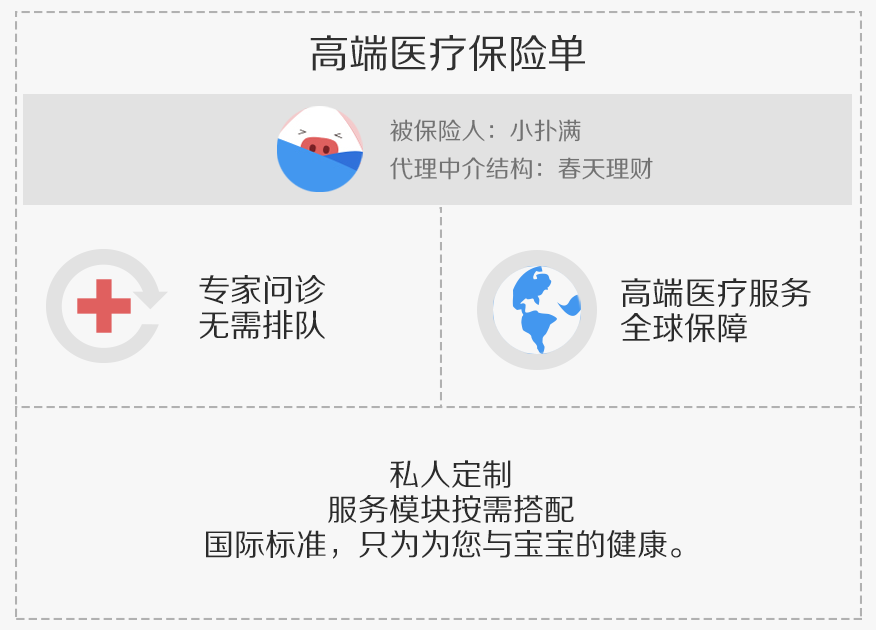 高端医疗保险单
被保险人：小扑满
代理中介结构：春天理财
专家问诊
无需排队
高端医疗服务
全球保障
私人定制
服务模块按需搭配
国际标准，只为为您与宝宝的健康。